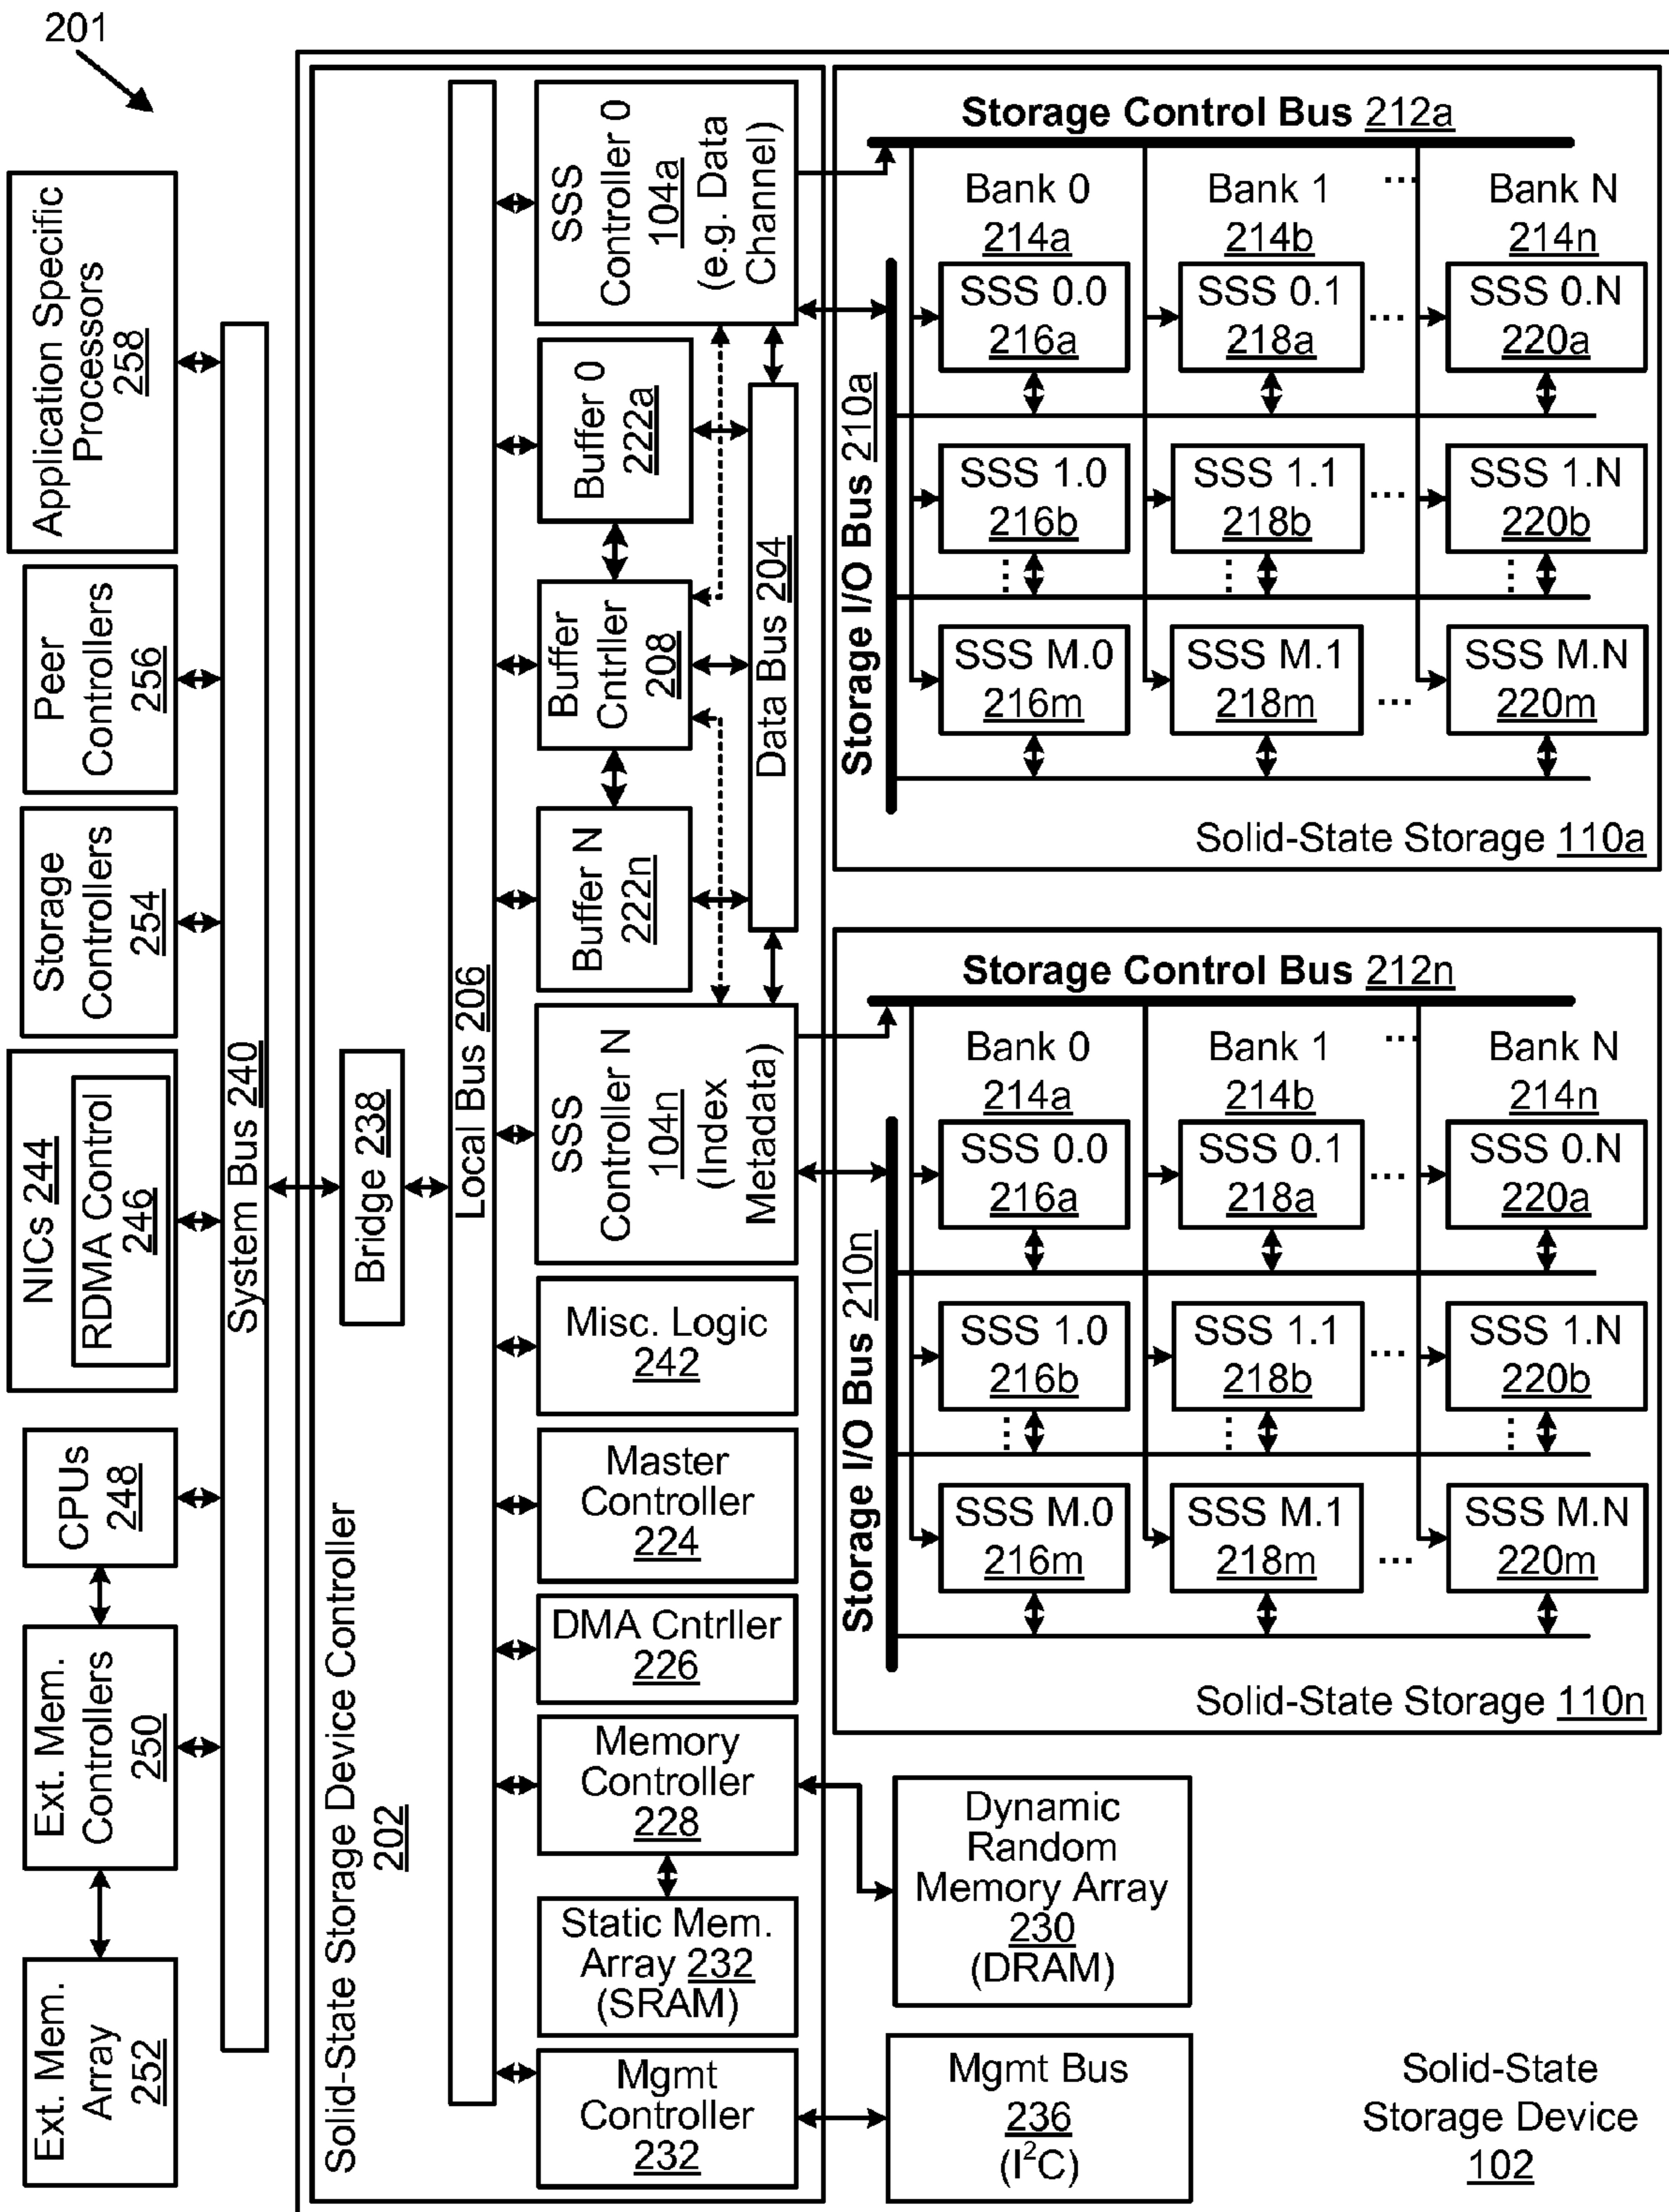 201
Application Specific
Processors
258
Peer
Controllers
256
Storage
Controllers
254
NICs 244
RDMA Control
246
CPUs
248
Ext. Mem.
Controllers
250
Ext. Mem.
Array
252
System Bus 240
Solid-State Storage Device Controller
202
Bridge 238
Local Bus 206
SSS
Controller 0
104a
(e.g. Data
Channel)
Buffer 0
222a
Buffer
Cntrller
208
Buffer N
222n
Data Bus 204
SSS
Controller N
104n
(Index
Metadata)
Misc. Logic
242
Master
Controller
224
DMA Cntrller
226
Memory
Controller
228
Static Mem.
Array 232
(SRAM)
Mgmt
Controller
232
Storage Control Bus 212a
Bank 0
214a
Bank 1
214b
...
Bank N
214n
Storage I/O Bus 210a
SSS 0.0
216a
SSS 0.1
218a
...
SSS 0.N
220a
SSS 1.0
216b
SSS 1.1
218b
...
SSS 1.N
220b
SSS M.0
216m
SSS M.1
218m
...
SSS M.N
220m
Solid-State Storage 110a
Storage Control Bus 212n
Bank 0
214a
Bank 1
214b
...
Bank N
214n
Storage I/O Bus 210n
SSS 0.0
216a
SSS 0.1
218a
...
SSS 0.N
220a
SSS 1.0
216b
SSS 1.1
218b
...
SSS 1.N
220b
SSS M.0
216m
SSS M.1
218m
...
SSS M.N
220m
Solid-State Storage 110n
Dynamic
Random
Memory Array
230
(DRAM)
Mgmt Bus
236
(I²C)
Solid-State
Storage Device
102